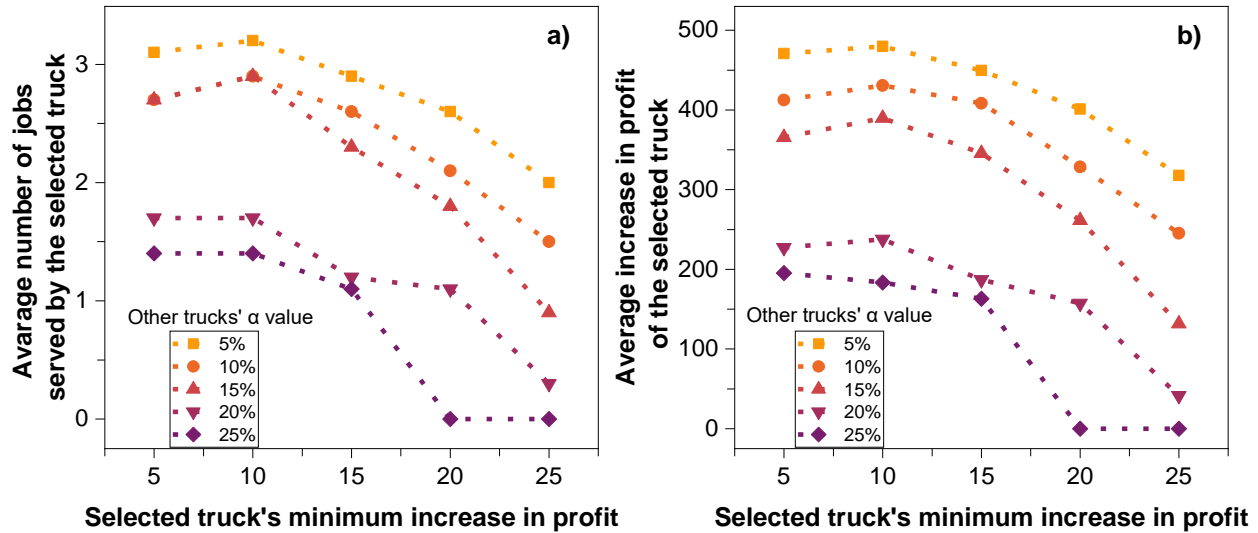 a)
Avarage number of jobs
served by the selected truck
3
2
1
0
Other trucks' α value
5%
10%
15%
20%
25%
5 10 15 20 25
Selected truck's minimum increase in profit
b)
Average increase in profit
of the selected truck
500
400
300
200
100
0
Other trucks' α value
5%
10%
15%
20%
25%
5 10 15 20 25
Selected truck's minimum increase in profit